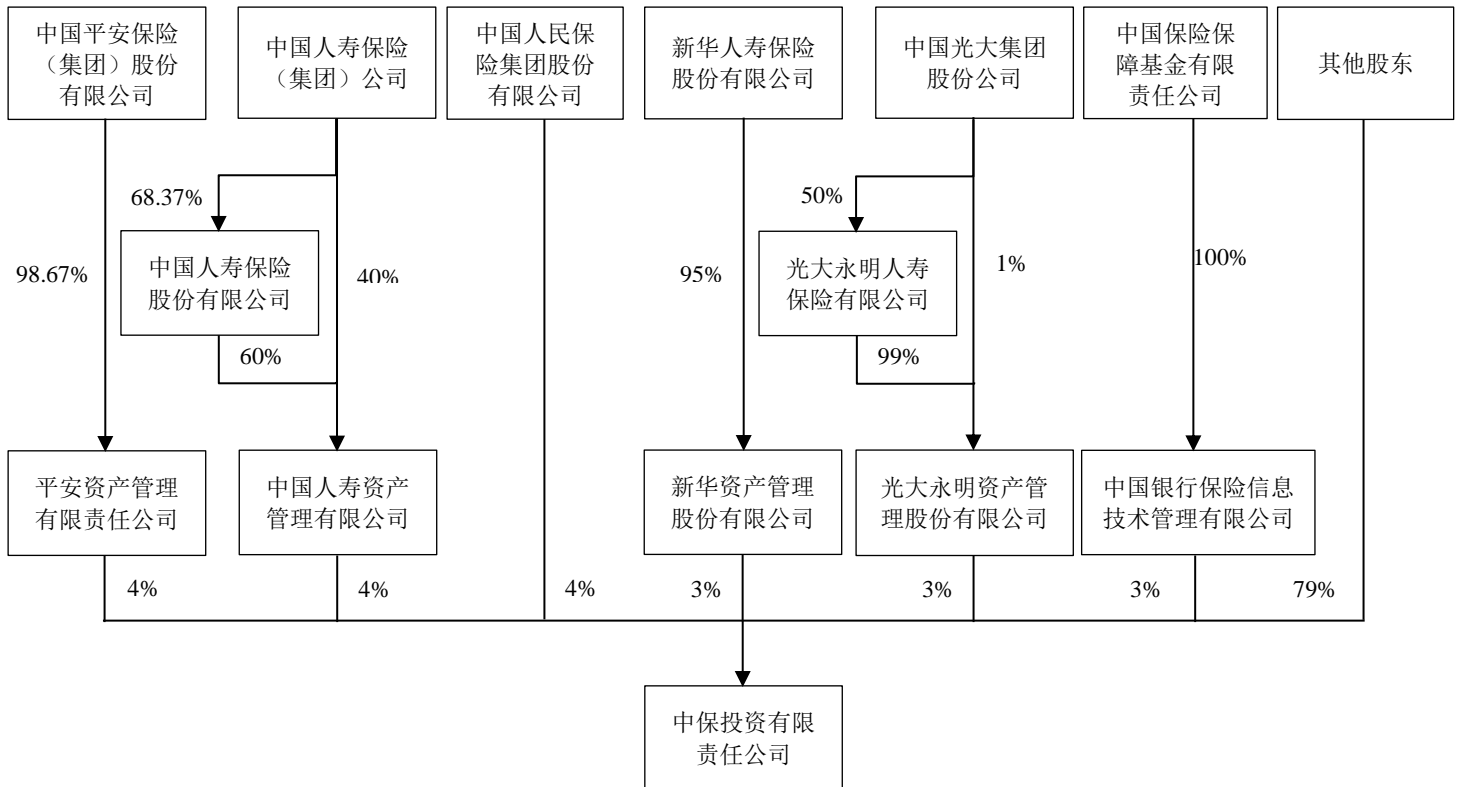 中国平安保险
（集团）股份
有限公司
中国人寿保险
（集团）公司
中国人民保
险集团股份
有限公司
新华人寿保险
股份有限公司
中国光大集团
股份公司
中国保险保
障基金有限
责任公司
其他股东
68.37%
50%
中国人寿保险
股份有限公司
光大永明人寿
保险有限公司
98.67%
40%
95%
1%
100%
60%
99%
平安资产管理
有限责任公司
中国人寿资产
管理有限公司
新华资产管理
股份有限公司
光大永明资产管
理股份有限公司
中国银行保险信息
技术管理有限公司
4%
4%
4%
3%
3%
3%
79%
中保投资有限
责任公司